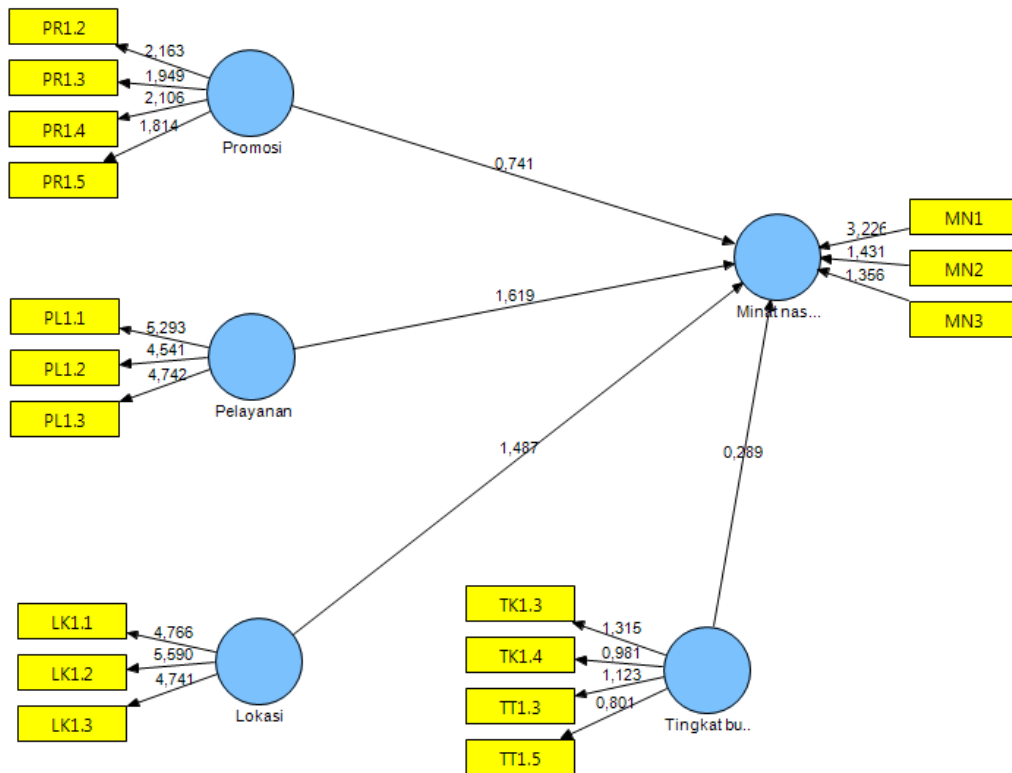 PR1.2
2,163
PR1.3
1,949
PR1.4
2,106
PR1.5
1,814
Promosi
0,741
PL1.1
5,293
PL1.2
4,541
PL1.3
4,742
Pelayanan
1,619
MN1
3,226
MN2
1,431
MN3
1,356
Minat nas...
LK1.1
4,766
LK1.2
5,590
LK1.3
4,741
Lokasi
1,487
TK1.3
1,315
TK1.4
0,981
TT1.3
1,123
TT1.5
0,801
Tingkat bu..
0,289